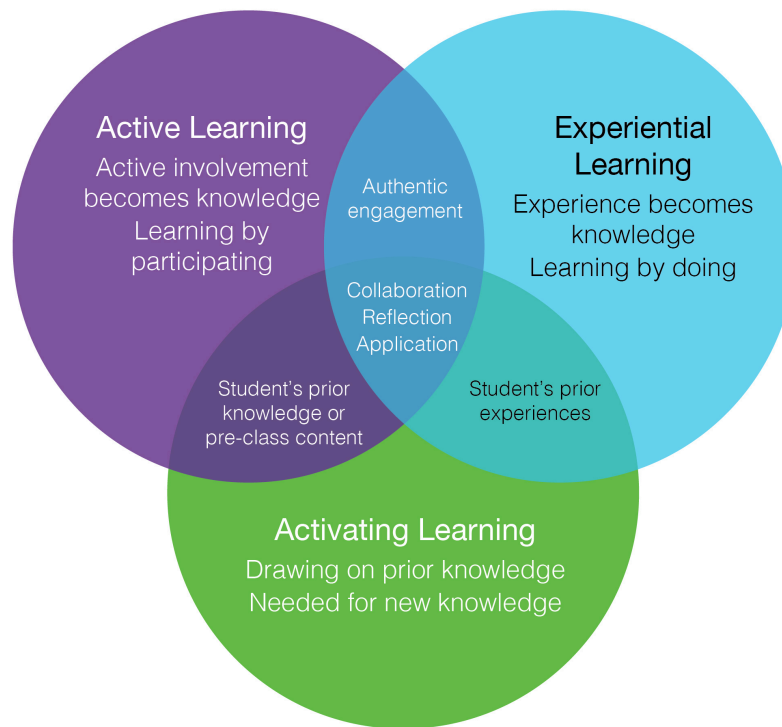 Active Learning
Active involvement
becomes knowledge
Learning by
participating
Authentic
engagement
Experiential
Learning
Experience becomes
knowledge
Learning by doing
Collaboration
Reflection
Application
Student's prior
knowledge or
pre-class content
Student's prior
experiences
Activating Learning
Drawing on prior knowledge
Needed for new knowledge